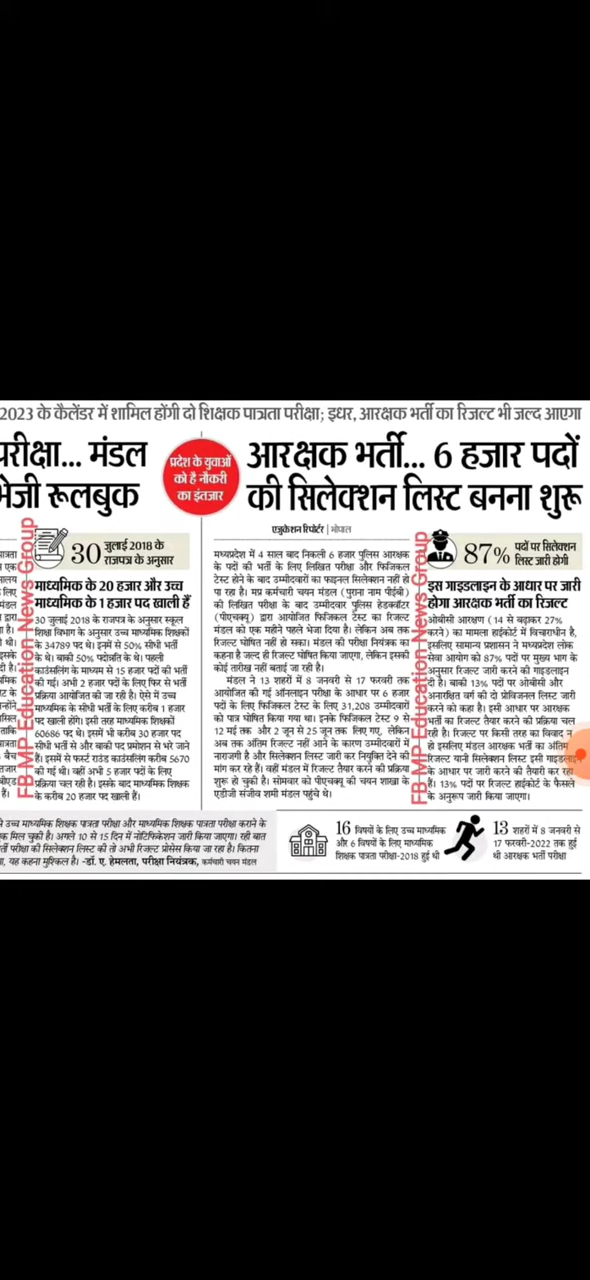 2023 के कैलेंडर में शामिल होंगी दो शिक्षक पात्रता परीक्षा; इधर, आरक्षक भर्ती का रिजल्ट भी जल्द आएगा
परीक्षा... मंडल
भेजी रूलबुक
प्रदेश के युवाओं
को है नौकरी
का इंतजार
आरक्षक भर्ती... 6 हजार पदों
की सिलेक्शन लिस्ट बनना शुरू
30 जुलाई 2018 के
राजपत्र के अनुसार
माध्यमिक के 20 हजार और उच्च
माध्यमिक के 1 हजार पद खाली हैं
30 जुलाई 2018 के राजपत्र के अनुसार स्कूल
शिक्षा विभाग के अनुसार उच्च माध्यमिक शिक्षकों
के 34789 पद थे। इनमें से 50% सीधी भर्ती
के थे। बाकी 50% पदोन्नति के थे। पहली
काउंसलिंग के माध्यम से 15 हजार पदों की भर्ती
की गई। अभी 2 हजार पदों के लिए फिर से भर्ती
प्रक्रिया आयोजित की जा रही है। ऐसे में उच्च
माध्यमिक के सीधी भर्ती के लिए करीब 1 हजार
पद खाली होंगे। इसी तरह माध्यमिक शिक्षकों
60686 पद थे। इसमें भी करीब 30 हजार पद
सीधी भर्ती से और बाकी पद प्रमोशन से भरे जाने
हैं। इसमें से फर्स्ट राउंड काउंसलिंग करीब 5670
की गई थी। वहीं अभी 5 हजार पदों के लिए
प्रक्रिया चल रही है। इसके बाद माध्यमिक शिक्षक
के करीब 20 हजार पद खाली हैं।
FB MP Education News Group
एजुकेशन रिपोर्टर | भोपाल
मध्यप्रदेश में 4 साल बाद निकली 6 हजार पुलिस आरक्षक
के पदों की भर्ती के लिए लिखित परीक्षा और फिजिकल
टेस्ट होने के बाद उम्मीदवारों का फाइनल सिलेक्शन नहीं हो
पा रहा है। मप्र कर्मचारी चयन मंडल (पुराना नाम पीईबी)
की लिखित परीक्षा के बाद उम्मीदवार पुलिस हेडक्वार्टर
(पीएचक्यू) द्वारा आयोजित फिजिकल टेस्ट का रिजल्ट
मंडल को एक महीने पहले भेजा दिया है। लेकिन अब तक
रिजल्ट घोषित नहीं हो सका। मंडल की परीक्षा नियंत्रक का
कहना है जल्द ही रिजल्ट घोषित किया जाएगा, लेकिन इसकी
कोई तारीख नहीं बताई जा रही है।
मंडल ने 13 शहरों में 8 जनवरी से 17 फरवरी तक
आयोजित की गई ऑनलाइन परीक्षा के आधार पर 6 हजार
पदों के लिए फिजिकल टेस्ट के लिए 31,208 उम्मीदवारों
को पात्र घोषित किया गया था। इनके फिजिकल टेस्ट 9 से
12 मई तक और 2 जून से 25 जून तक लिए गए, लेकिन
अब तक अंतिम रिजल्ट नहीं आने के कारण उम्मीदवारों में
नाराजगी है और सिलेक्शन लिस्ट जारी कर नियुक्ति देने की
मांग कर रहे हैं। वहीं मंडल में रिजल्ट तैयार करने की प्रक्रिया
शुरू हो चुकी है। सोमवार को पीएचक्यू की चयन शाखा के
एडीजी संजीव शमी मंडल पहुंचे थे।
FB MP Education News Group
87% पदों पर सिलेक्शन
लिस्ट जारी होगी
इस गाइडलाइन के आधार पर जारी
होगा आरक्षक भर्ती का रिजल्ट
ओबीसी आरक्षण (14 से बढ़ाकर 27%
करने) का मामला हाईकोर्ट में विचाराधीन है,
इसलिए सामान्य प्रशासन ने मध्यप्रदेश लोक
सेवा आयोग को 87% पदों पर मुख्य भाग के
अनुसार रिजल्ट जारी करने की गाइडलाइन
दी है। बाकी 13% पदों पर ओबीसी और
अनारक्षित वर्ग की दो प्रोविजनल लिस्ट जारी
करने को कहा है। इसी आधार पर आरक्षक
भर्ती का रिजल्ट तैयार करने की प्रक्रिया चल
रही है। रिजल्ट पर किसी तरह का विवाद न
हो इसलिए मंडल आरक्षक भर्ती का अंतिम
रिजल्ट यानी सिलेक्शन लिस्ट इसी गाइडलाइन
के आधार पर जारी करने की तैयारी कर रहा
है। 13% पदों पर रिजल्ट हाईकोर्ट के फैसले
के अनुरूप जारी किया जाएगा।
से उच्च माध्यमिक शिक्षक पात्रता परीक्षा और माध्यमिक शिक्षक पात्रता परीक्षा कराने के
मिल चुकी है। अगले 10 से 15 दिन में नोटिफिकेशन जारी किया जाएगा। रही बात
परीक्षा की सिलेक्शन लिस्ट की तो अभी रिजल्ट प्रोसेस किया जा रहा है। कितना
यह कहना मुश्किल है। -डॉ. ए. हेमलता, परीक्षा नियंत्रक, कर्मचारी चयन मंडल
16 विषयों के लिए उच्च माध्यमिक
और 6 विषयों के लिए माध्यमिक
शिक्षक पात्रता परीक्षा-2018 हुई थी
13 शहरों में 8 जनवरी से
17 फरवरी-2022 तक हुई
थी आरक्षक भर्ती परीक्षा